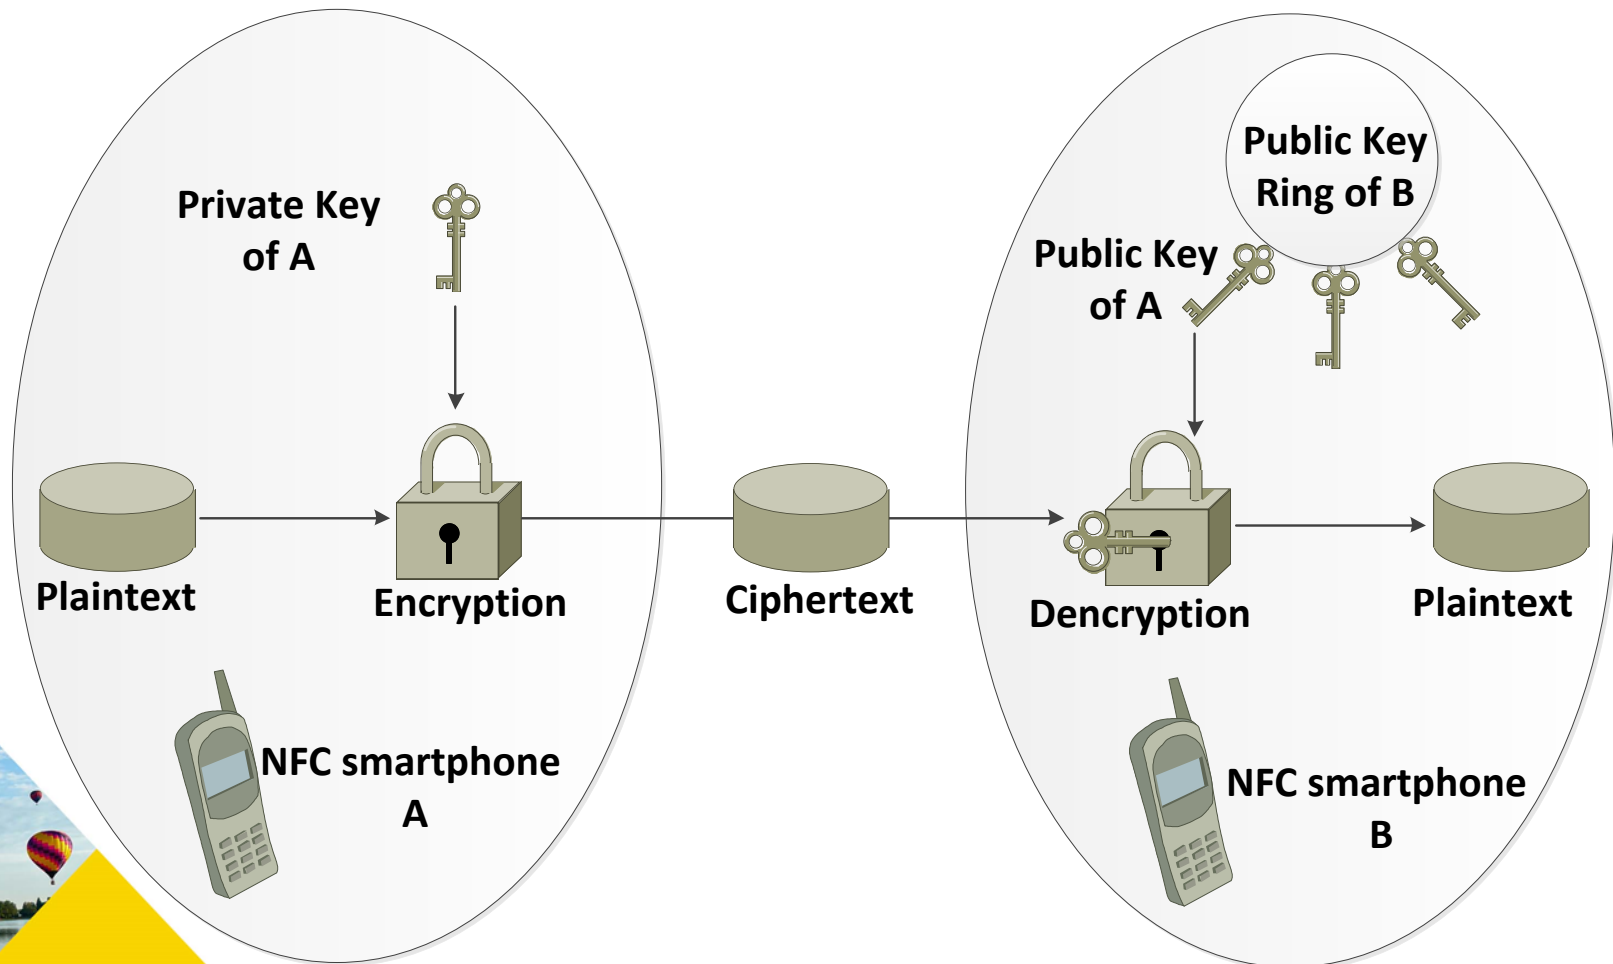 Private Key
of A
Plaintext
Encryption
NFC smartphone
A
Ciphertext
Public Key
Ring of B
Public Key
of A
Dencryption
Plaintext
NFC smartphone
B